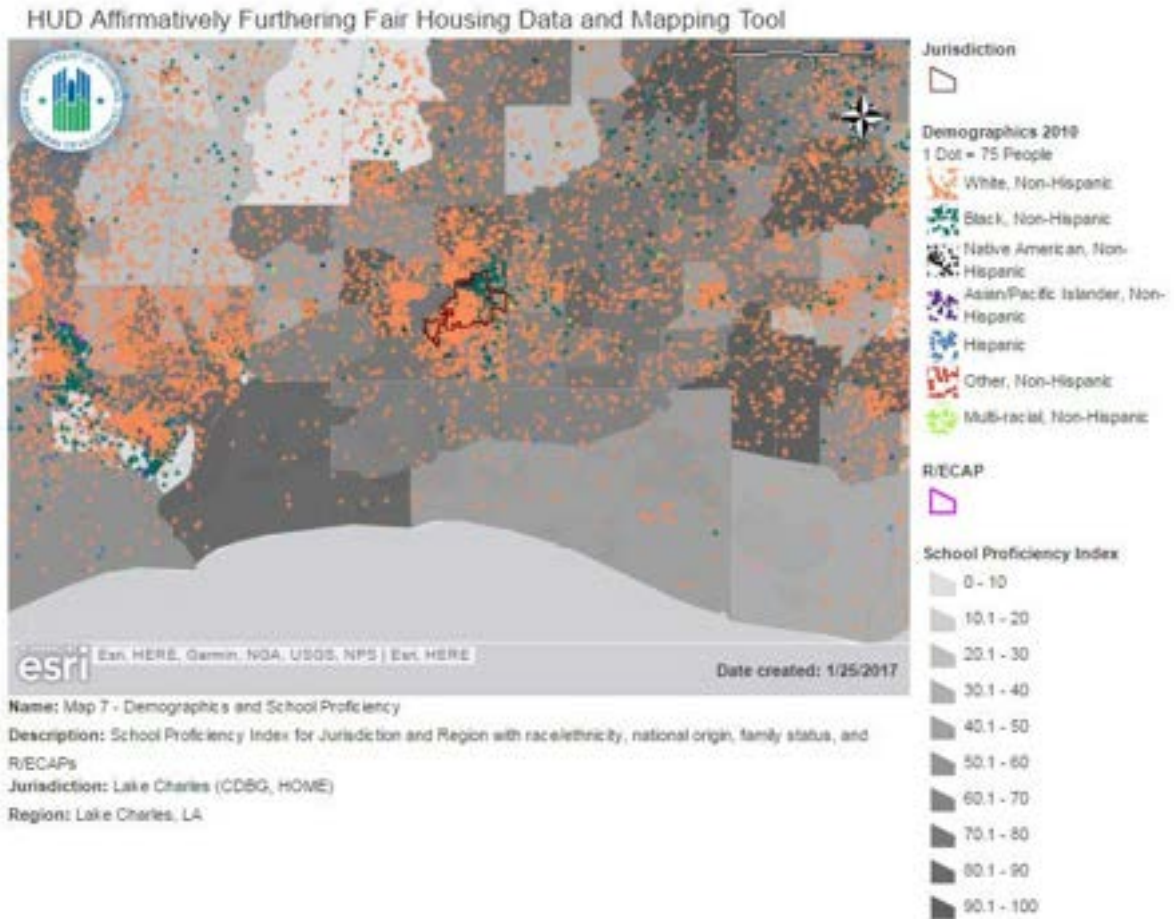 HUD Affirmatively Furthering Fair Housing Data and Mapping Tool
Jurisdiction
Demographics 2010
1 Dot = 75 People
White, Non-Hispanic
Black, Non-Hispanic
Native American, Non-
Hispanic
Asian/Pacific Islander, Non-
Hispanic
Hispanic
Other, Non-Hispanic
Multi-racial, Non-Hispanic
R/ECAP
School Proficiency Index
0 - 10
10.1 - 20
20.1 - 30
30.1 - 40
40.1 - 50
50.1 - 60
60.1 - 70
70.1 - 80
80.1 - 90
90.1 - 100
esri
Esri, HERE, Garmin, NGA, USGS, NPS | Esri, HERE
Date created: 1/25/2017
Name: Map 7 - Demographics and School Proficiency
Description: School Proficiency Index for Jurisdiction and Region with race/ethnicity, national origin, family status, and
R/ECAPs
Jurisdiction: Lake Charles (CDBG, HOME)
Region: Lake Charles, LA